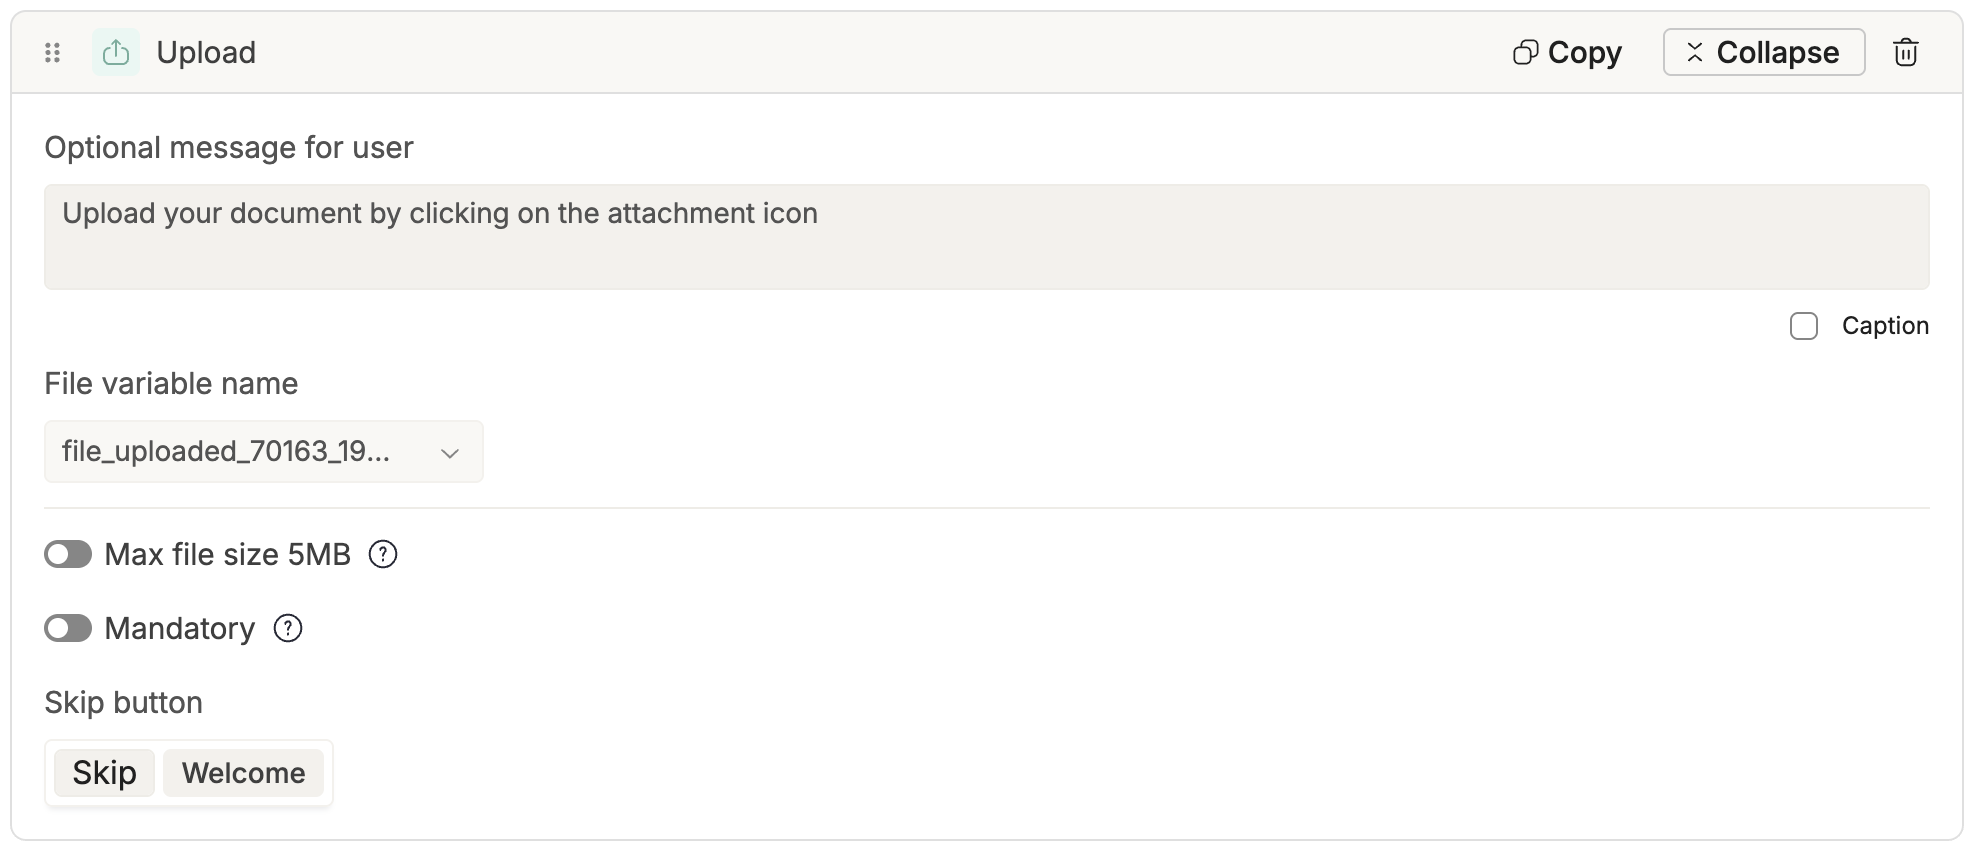 Upload
Copy
Collapse
Optional message for user
Upload your document by clicking on the attachment icon
Caption
File variable name
file_uploaded_70163_19...
Max file size 5MB ?
Mandatory ?
Skip button
Skip
Welcome